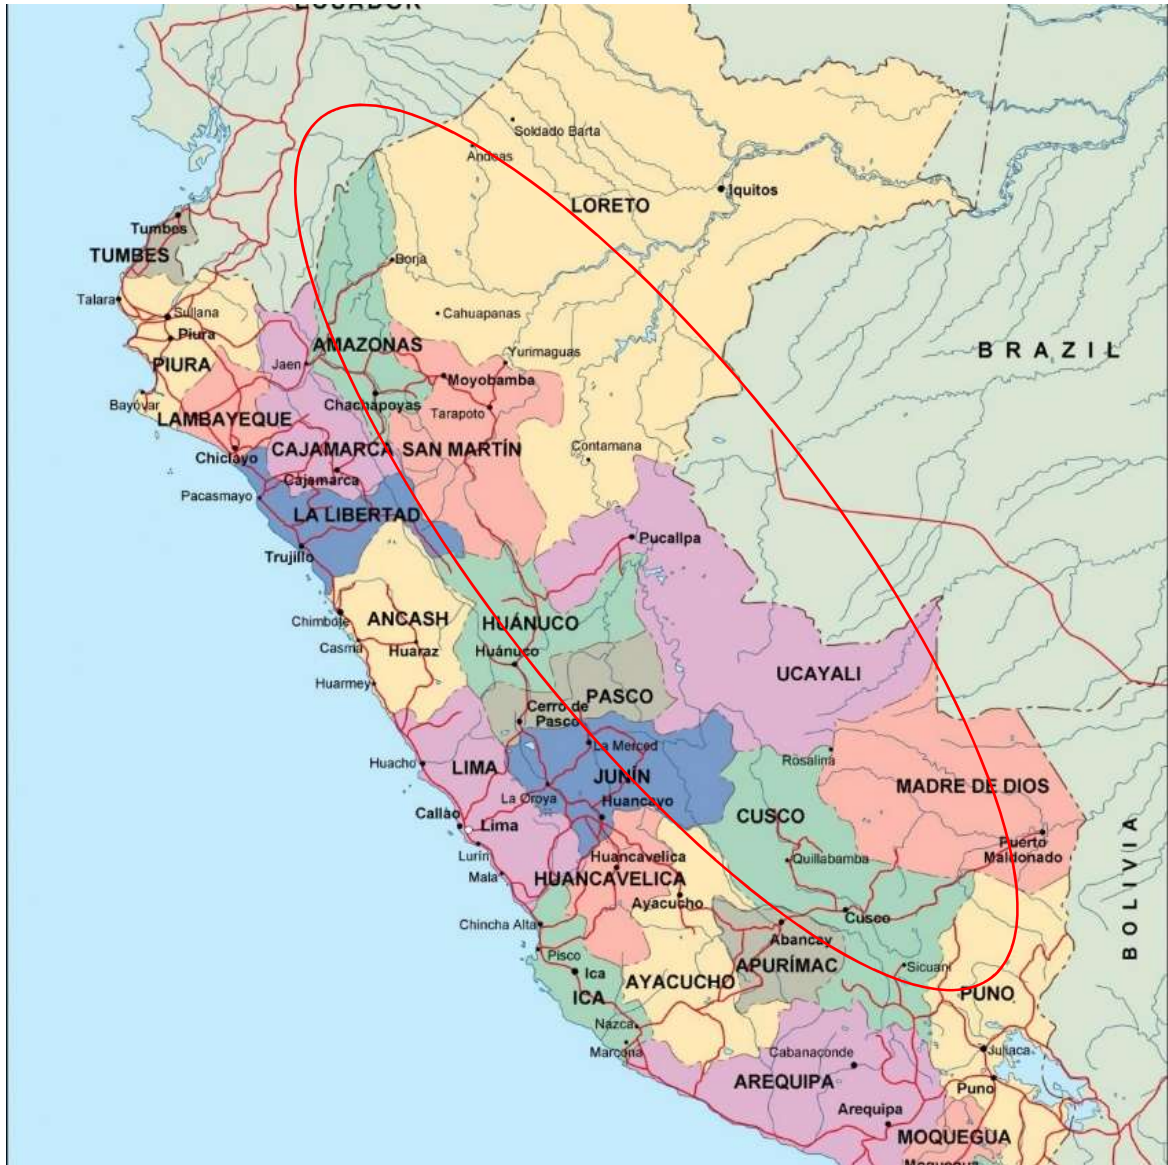 ECUADOR
Soldado Barta
Andoas
Iquitos
LORETO
Tumbes
TUMBES
Borja
Talara
Sullana
Cahuapanas
Piura
AMAZONAS
BRAZIL
PIURA
Jaen
Yurimaguas
Moyobamba
Bayóvar
Chachapoyas
Tarapoto
LAMBAYEQUE
CAJAMARCA
SAN MARTÍN
Contamana
Chiclayo
Cajamarca
Pacasmayo
LA LIBERTAD
Pucallpa
Trujillo
Chimbote
ANCASH
HUÁNUCO
Casma
Huaraz
Huánuco
UCAYALI
Huarmey
PASCO
Cerro de
Pasco
La Merced
Rosalina
Huacho
LIMA
JUNÍN
MADRE DE DIOS
La Oroya
Huancayo
CUSCO
Callao
Lima
BOLIVIA
Puerto
Maldonado
Lurin
Huancavelica
Quillabamba
Mala
HUANCAVELICA
Ayacucho
Cusco
Chincha Alta
Abancay
Pisco
APURÍMAC
Sicuani
Ica
AYACUCHO
PUNO
ICA
Nazca
Marcona
Cabanaconde
Juliaca
AREQUIPA
Puno
Arequipa
MOQUEGUA
Moquegua